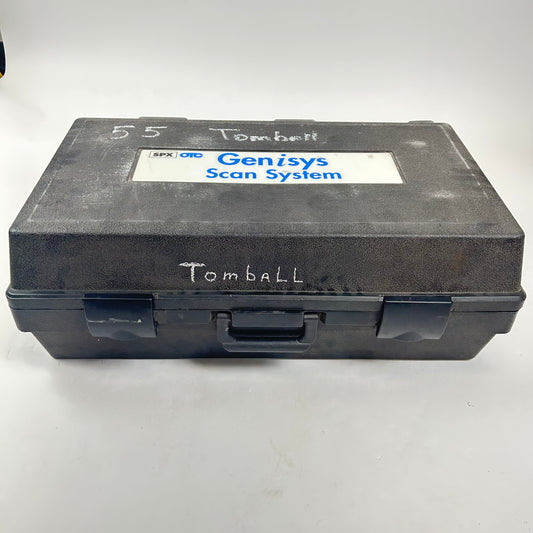 55 Tomball
SPX OTC Genisys
Scan System
TombaLL